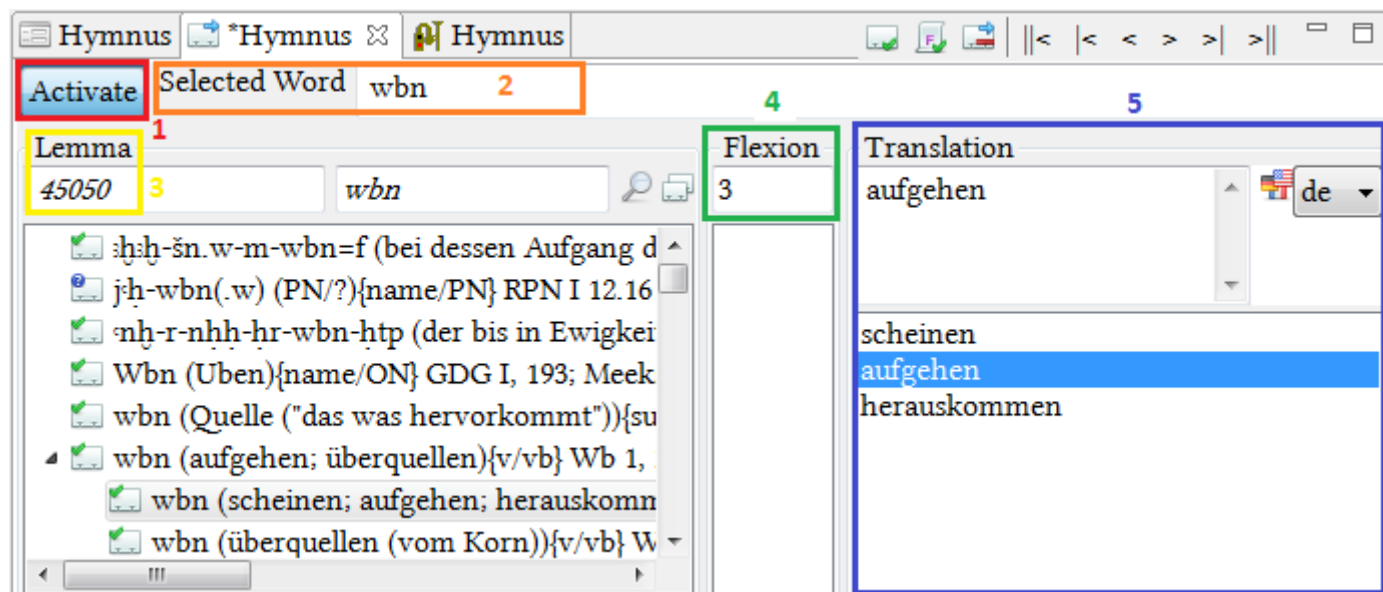 Hymnus *Hymnus Hymnus ||< |< < > >| >||
Activate Selected Word wbn 2
1 4 5
Lemma Flexion Translation
45050 3 wbn 3 aufgehen de
ꜣḫꜣḫ-šn.w-m-wbn=f (bei dessen Aufgang d
jꜥḥ-wbn(.w) (PN/?){name/PN} RPN I 12.16
ꜥnḫ-r-nḥḥ-ḥr-wbn-ḥtp (der bis in Ewigkei
Wbn (Uben){name/ON} GDG I, 193; Meek
wbn (Quelle ("das was hervorkommt")){su
wbn (aufgehen; überquellen){v/vb} Wb 1,
wbn (scheinen; aufgehen; herauskomm
wbn (überquellen (vom Korn)){v/vb} W
scheinen
aufgehen
herauskommen